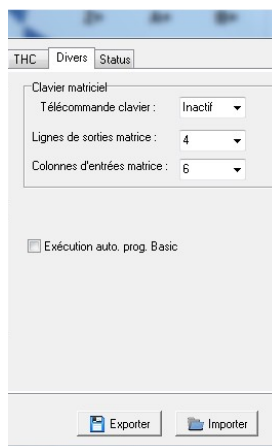 Z+ A+ B+
THC Divers Status
Clavier matriciel
Télécommande clavier : Inactif
Lignes de sorties matrice : 4
Colonnes d'entrées matrice : 6
Exécution auto. prog. Basic
Exporter Importer